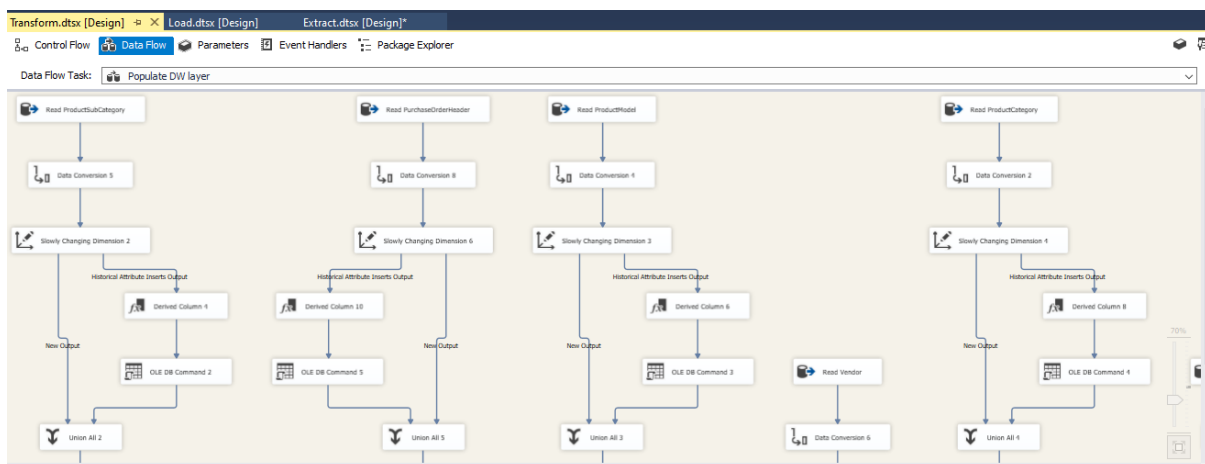 Transform.dtsx [Design] Load.dtsx [Design] Extract.dtsx [Design]*
Control Flow Data Flow Parameters Event Handlers Package Explorer
Data Flow Task: Populate DW layer
Read ProductSubCategory Read PurchaseOrderHeader Read ProductModel Read ProductCategory
Data Conversion 5 Data Conversion 8 Data Conversion 4 Data Conversion 2
Slowly Changing Dimension 2 Slowly Changing Dimension 6 Slowly Changing Dimension 3 Slowly Changing Dimension 4
Historical Attribute Inserts Output Historical Attribute Inserts Output Historical Attribute Inserts Output Historical Attribute Inserts Output
Derived Column 4 Derived Column 10 Derived Column 6 Derived Column 8
70%
New Output New Output New Output New Output
OLE DB Command 2 OLE DB Command 5 OLE DB Command 3 Read Vendor OLE DB Command 4
Union All 2 Union All 5 Union All 3 Data Conversion 6 Union All 4